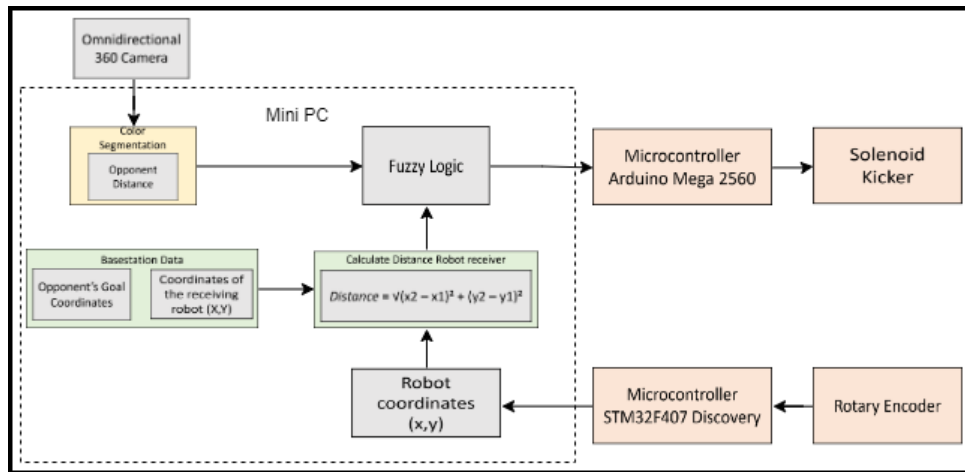 Omnidirectional
360 Camera
Mini PC
Color
Segmentation
Opponent
Distance
Fuzzy Logic
Microcontroller
Arduino Mega 2560
Solenoid
Kicker
Basestation Data
Opponent's Goal
Coordinates
Coordinates of
the receiving
robot (X,Y)
Calculate Distance Robot receiver
Distance = √(x2 − x1)² + (y2 − y1)²
Robot
coordinates
(x,y)
Microcontroller
STM32F407 Discovery
Rotary Encoder